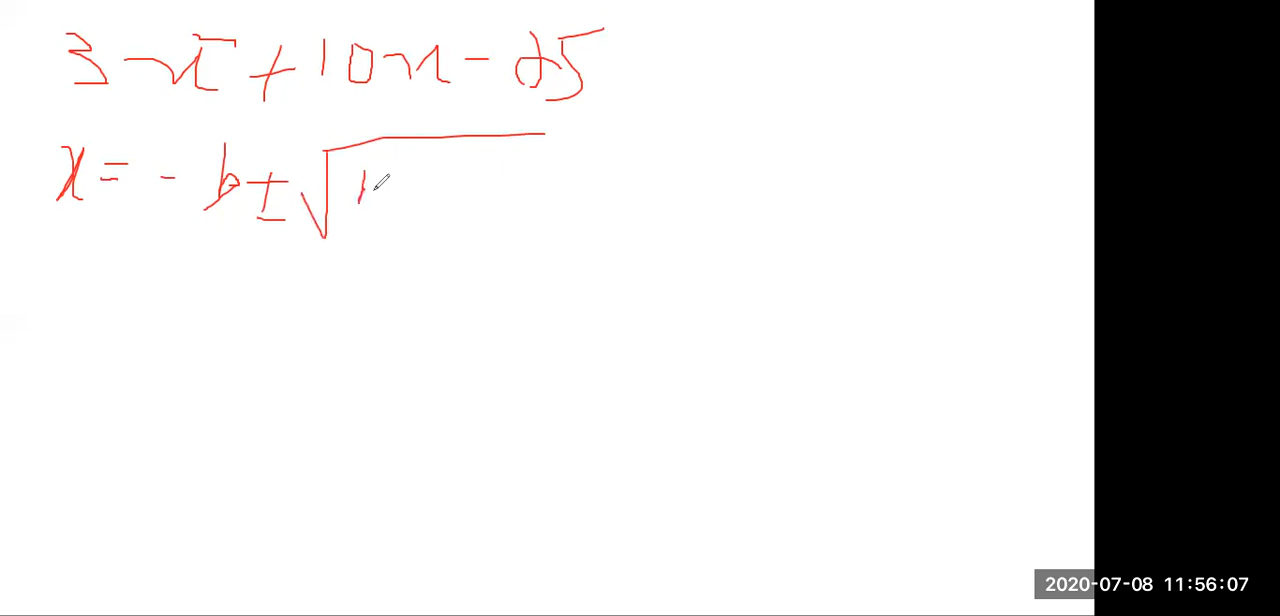 3x² + 10x - 25
x = - b ± √
2020-07-08 11:56:07